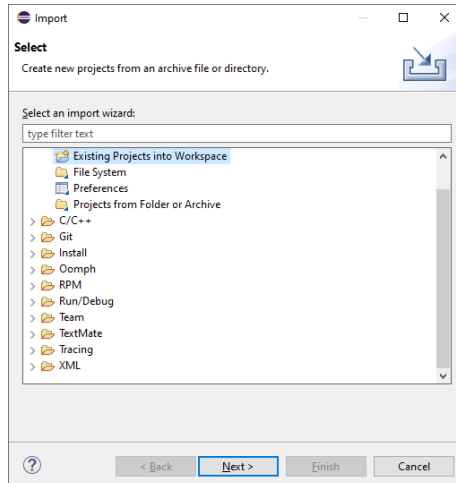 Import
Select
Create new projects from an archive file or directory.
Select an import wizard:
type filter text
Existing Projects into Workspace
File System
Preferences
Projects from Folder or Archive
C/C++
Git
Install
Oomph
RPM
Run/Debug
Team
TextMate
Tracing
XML
?
< Back
Next >
Finish
Cancel